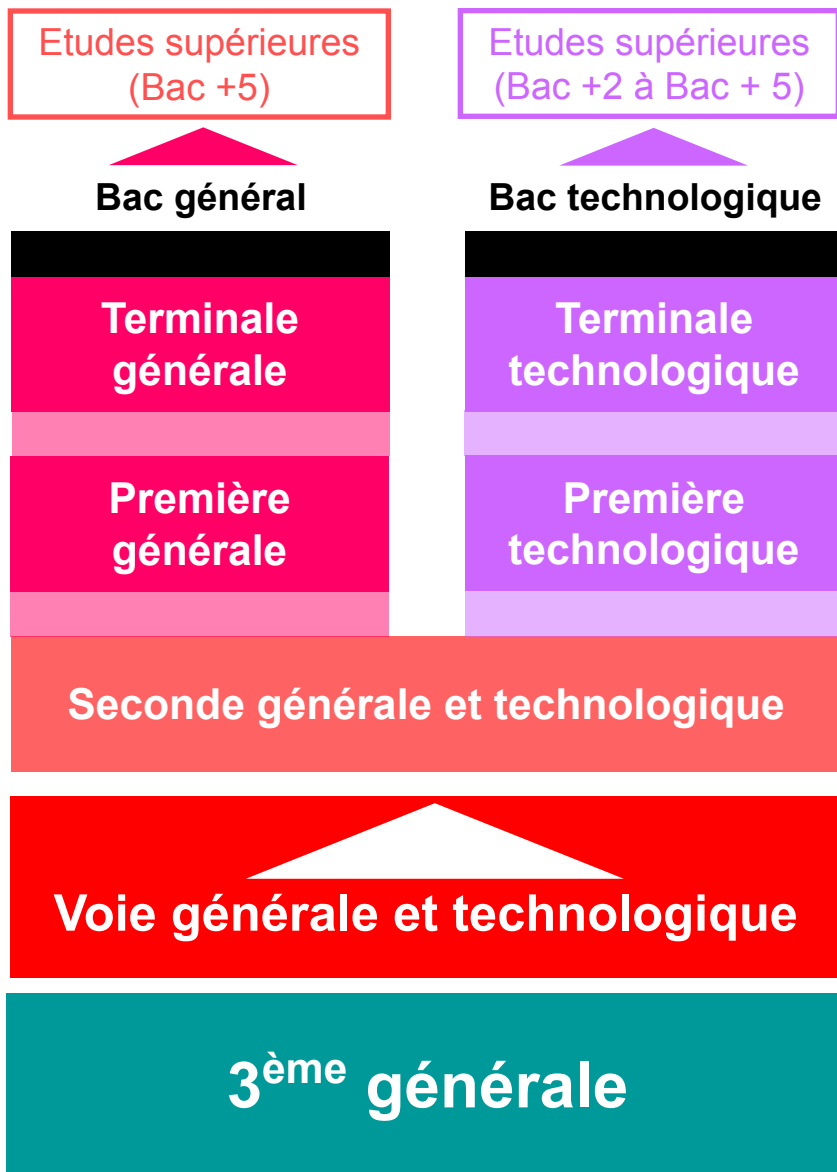 Etudes supérieures
(Bac +5)
Etudes supérieures
(Bac +2 à Bac + 5)
Bac général
Bac technologique
Terminale
générale
Terminale
technologique
Première
générale
Première
technologique
Seconde générale et technologique
Voie générale et technologique
3ème générale